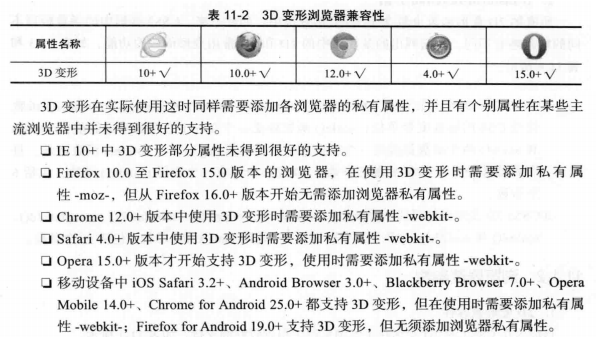 表 11-2 3D 变形浏览器兼容性
属性名称
3D 变形 10+√ 10.0+√ 12.0+√ 4.0+√ 15.0+√
3D 变形在实际使用这时同样需要添加各浏览器的私有属性，并且有个别属性在某些主
流浏览器中并未得到很好的支持。
❑ IE 10+ 中 3D 变形部分属性未得到很好的支持。
❑ Firefox 10.0 至 Firefox 15.0 版本的浏览器，在使用 3D 变形时需要添加私有属
性 -moz-，但从 Firefox 16.0+ 版本开始无需添加浏览器私有属性。
❑ Chrome 12.0+ 版本中使用 3D 变形时需要添加私有属性 -webkit-。
❑ Safari 4.0+ 版本中使用 3D 变形时需要添加私有属性 -webkit-。
❑ Opera 15.0+ 版本才开始支持 3D 变形，使用时需要添加私有属性 -webkit-。
❑ 移动设备中 iOS Safari 3.2+、Android Browser 3.0+、Blackberry Browser 7.0+、Opera
Mobile 14.0+、Chrome for Android 25.0+ 都支持 3D 变形，但在使用时需要添加私有属
性 -webkit-；Firefox for Android 19.0+ 支持 3D 变形，但无须添加浏览器私有属性。